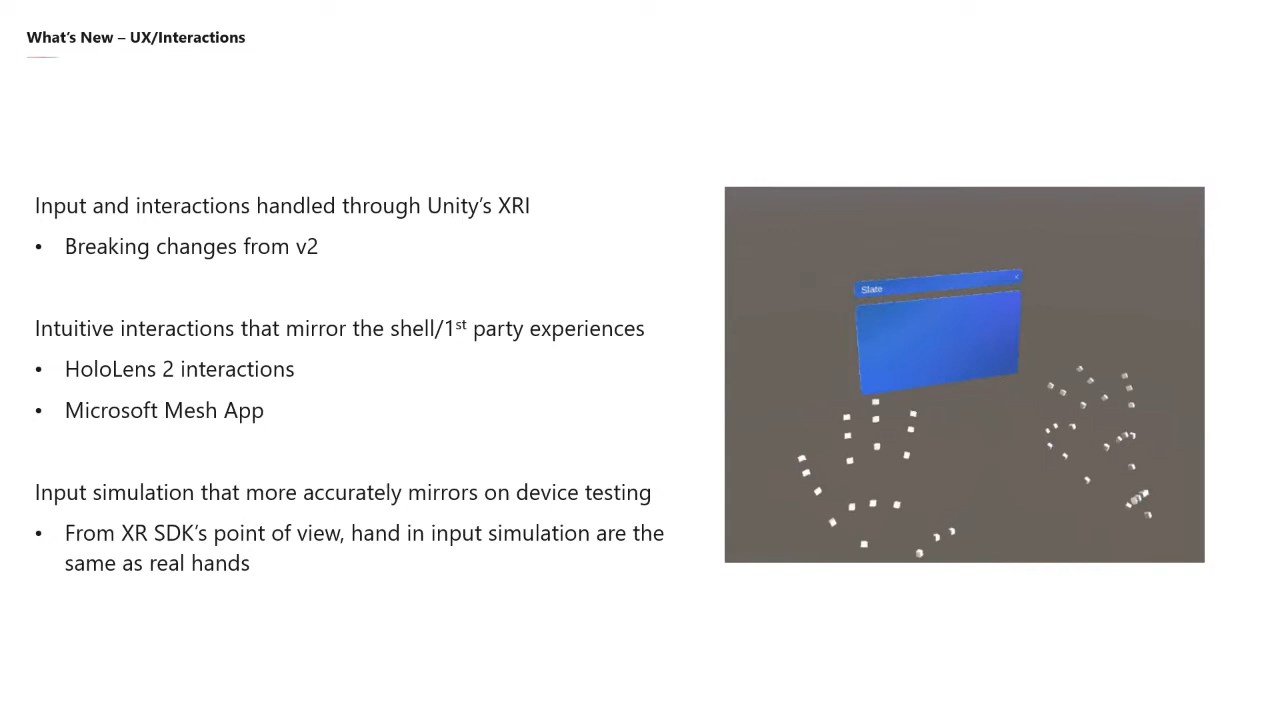 What's New – UX/Interactions
Input and interactions handled through Unity's XRI
• Breaking changes from v2
Intuitive interactions that mirror the shell/1st party experiences
• HoloLens 2 interactions
• Microsoft Mesh App
Input simulation that more accurately mirrors on device testing
• From XR SDK's point of view, hand in input simulation are the
same as real hands
Slate